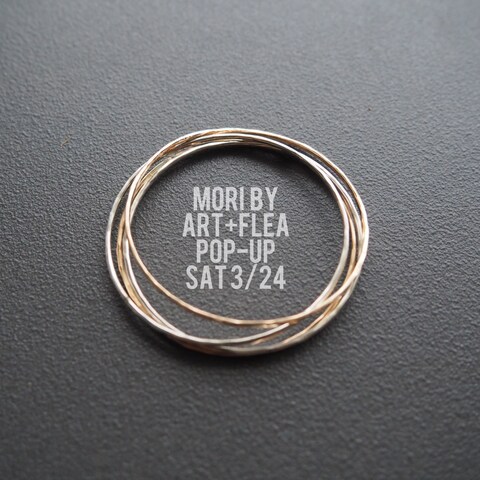 MORI BY
ART+FLEA
POP-UP
SAT 3/24